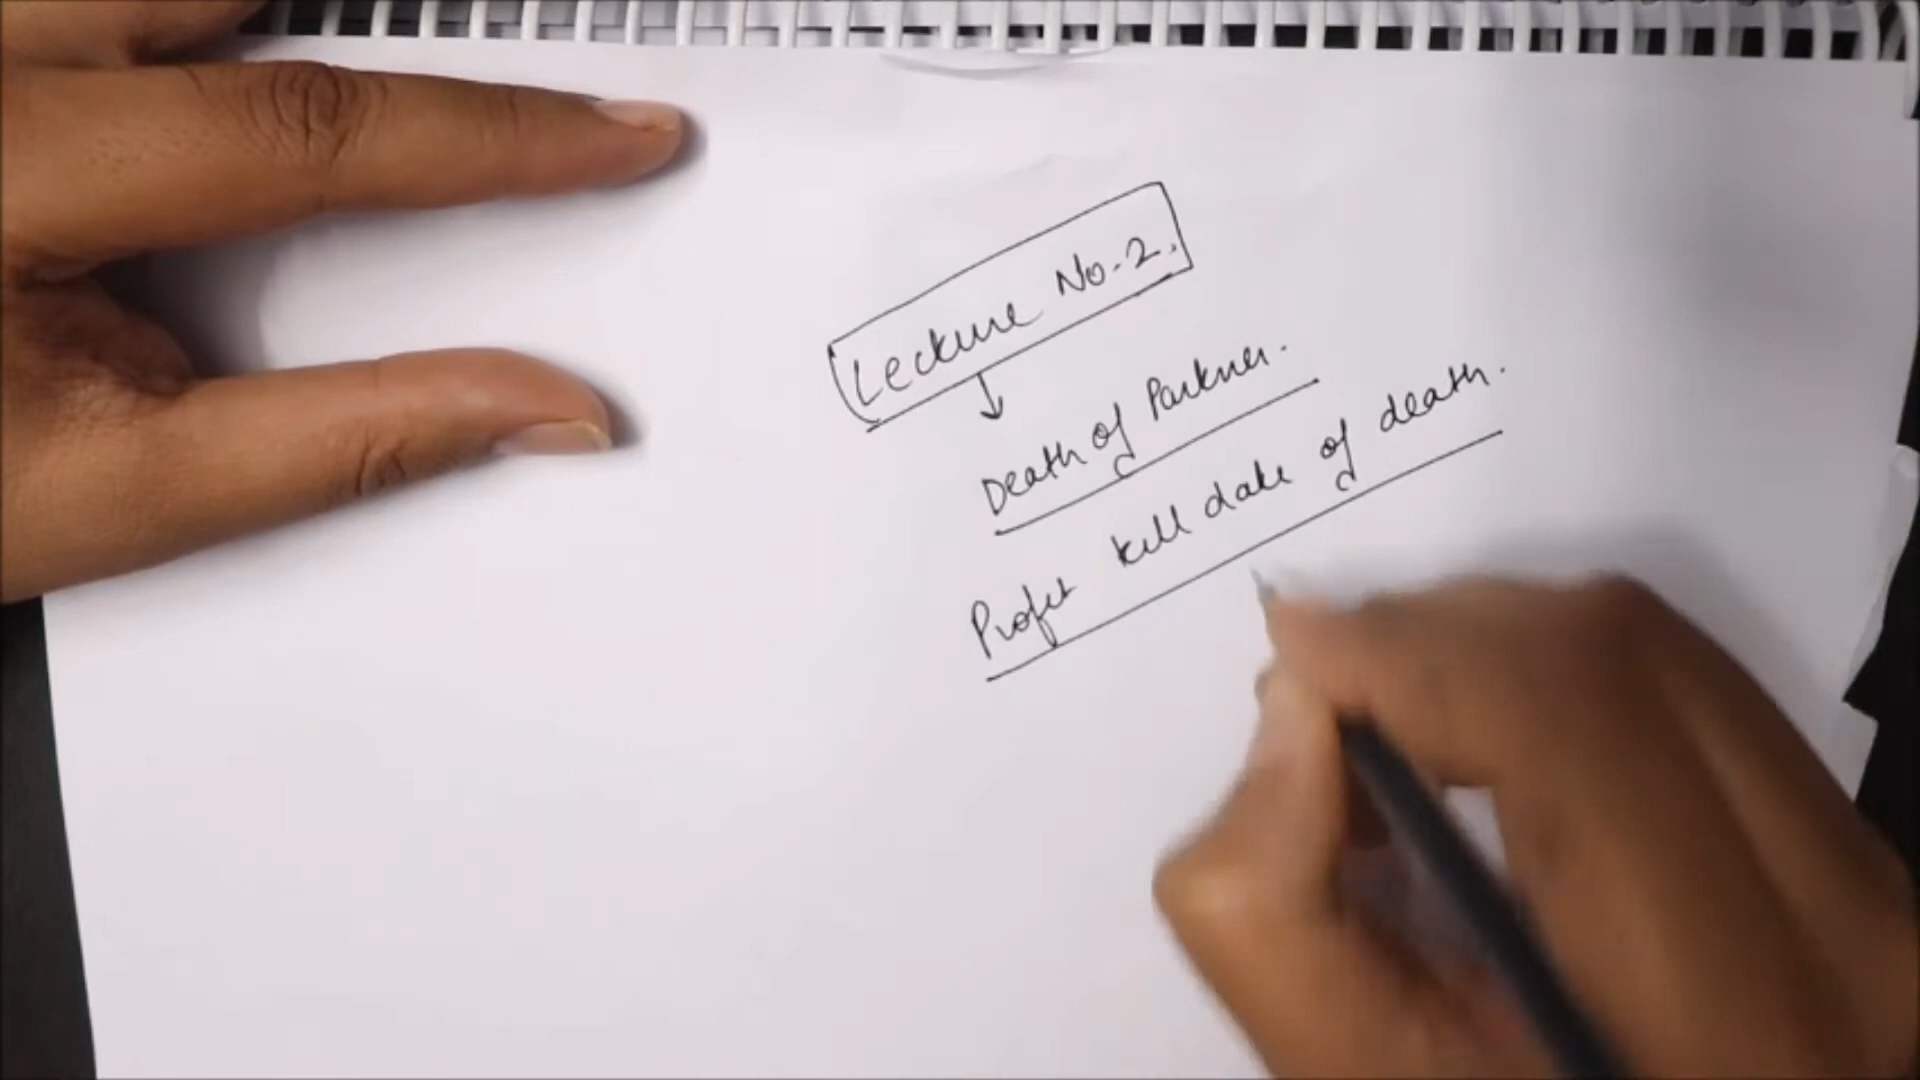 Lecture No-2.
Death of Partner.
Profit till date of death.